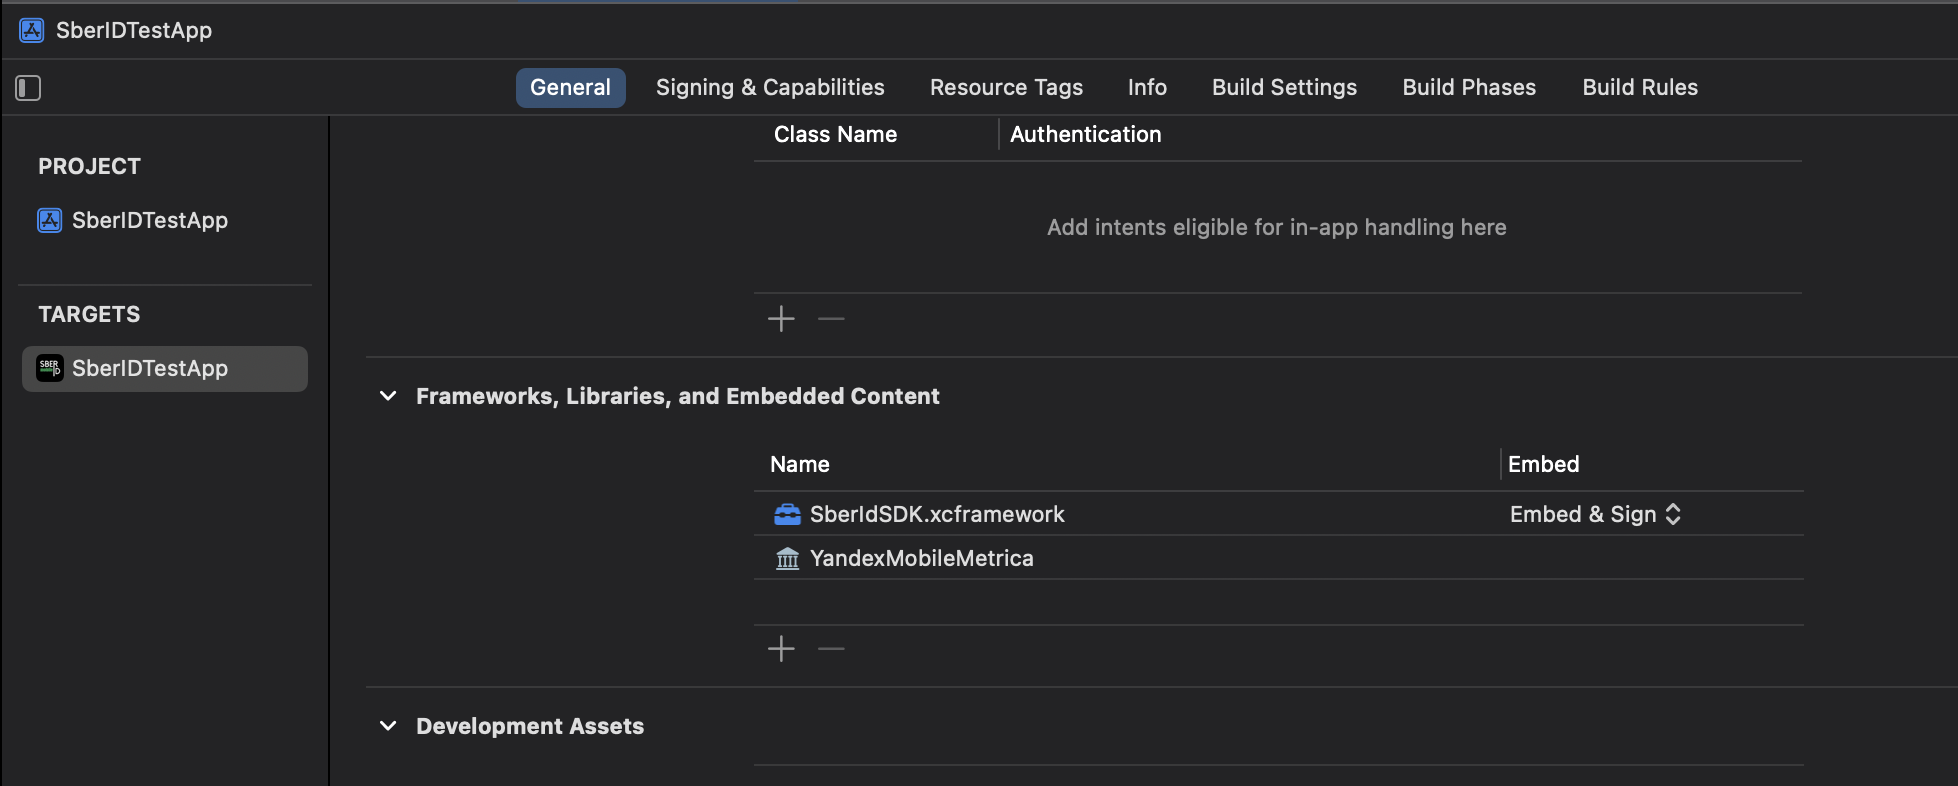 SberIDTestApp
General Signing & Capabilities Resource Tags Info Build Settings Build Phases Build Rules
PROJECT
SberIDTestApp
TARGETS
SBER ID SberIDTestApp
Class Name Authentication
Add intents eligible for in-app handling here
Frameworks, Libraries, and Embedded Content
Name Embed
SberIdSDK.xcframework Embed & Sign
YandexMobileMetrica
Development Assets